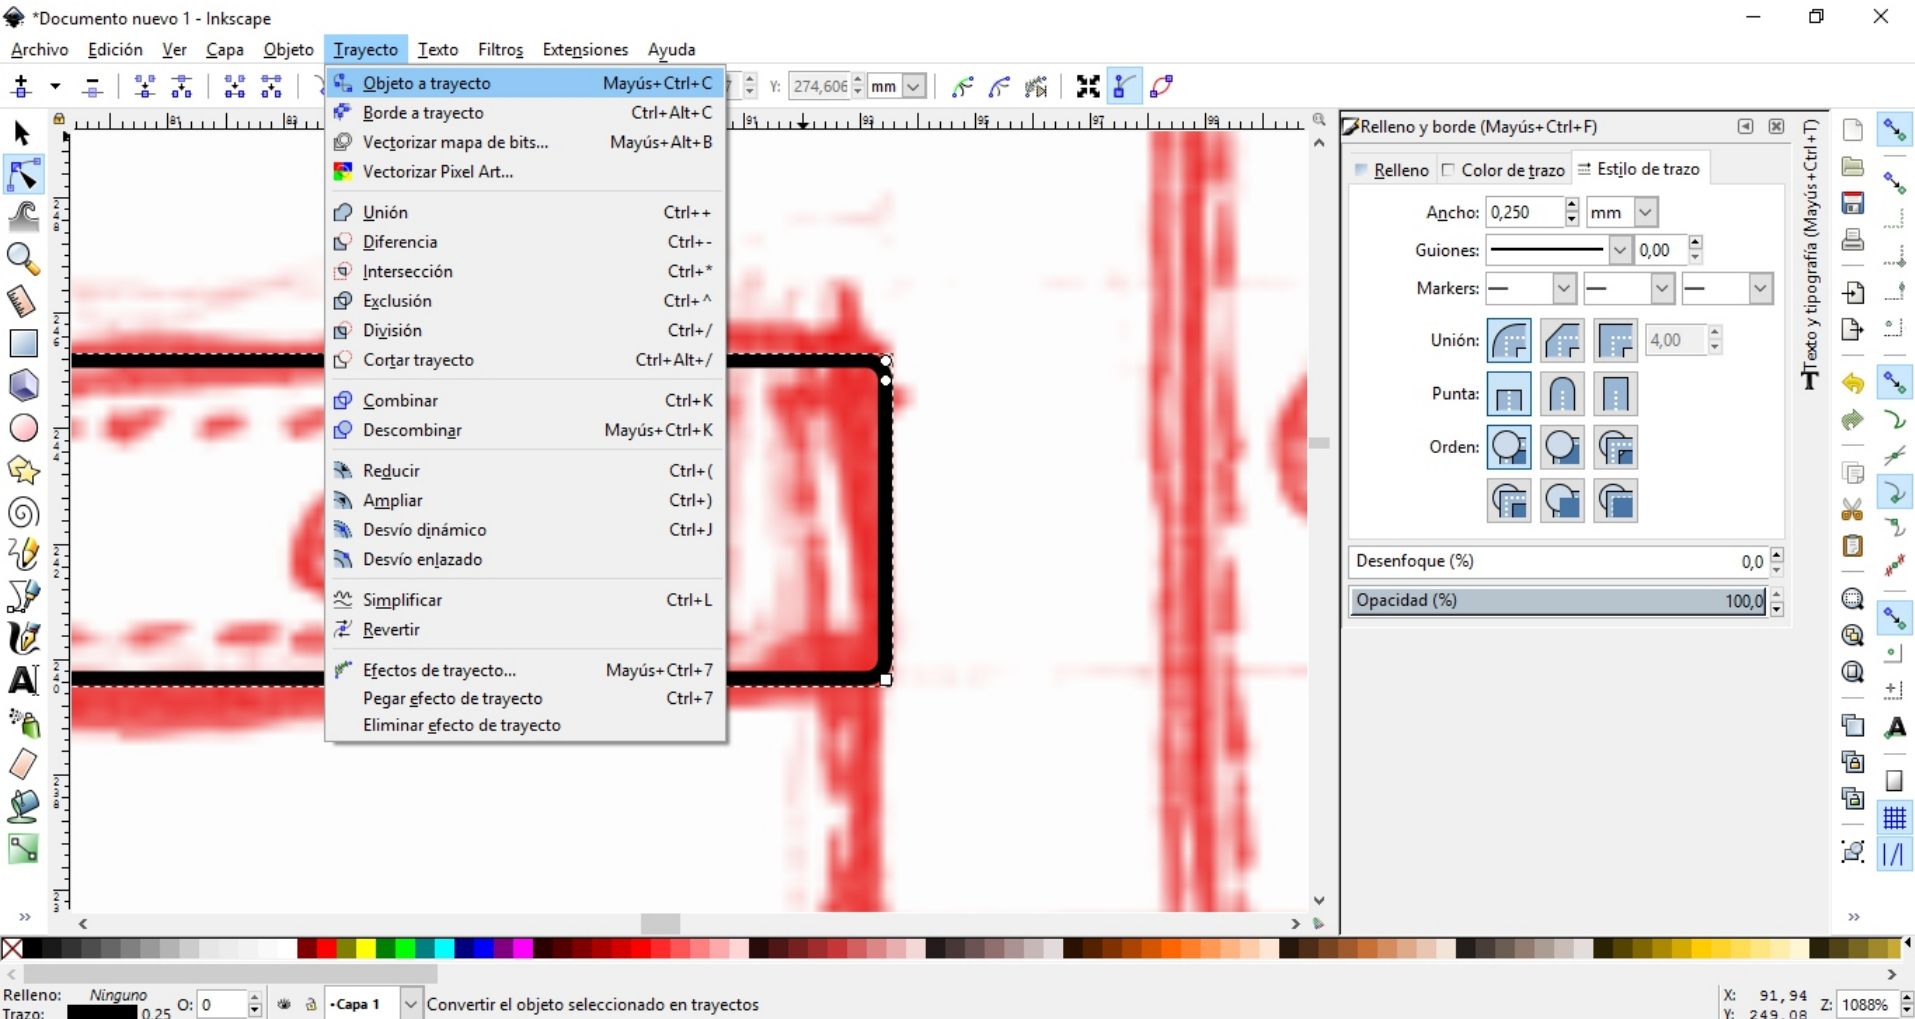 *Documento nuevo 1 - Inkscape
Archivo Edición Ver Capa Objeto Trayecto Texto Filtros Extensiones Ayuda
Y: 274,606 mm
Objeto a trayecto Mayús+Ctrl+C
Borde a trayecto Ctrl+Alt+C
Vectorizar mapa de bits... Mayús+Alt+B
Vectorizar Pixel Art...
Unión Ctrl++
Diferencia Ctrl+-
Intersección Ctrl+*
Exclusión Ctrl+^
División Ctrl+/
Cortar trayecto Ctrl+Alt+/
Combinar Ctrl+K
Descombinar Mayús+Ctrl+K
Reducir Ctrl+(
Ampliar Ctrl+)
Desvío dinámico Ctrl+J
Desvío enlazado
Simplificar Ctrl+L
Revertir
Efectos de trayecto... Mayús+Ctrl+7
Pegar efecto de trayecto Ctrl+7
Eliminar efecto de trayecto
Relleno y borde (Mayús+Ctrl+F)
Relleno Color de trazo Estilo de trazo
Ancho: 0,250 mm
Guiones: 0,00
Markers:
Unión: 4,00
Punta:
Orden:
Desenfoque (%) 0,0
Opacidad (%) 100,0
Texto y tipografía (Mayús+Ctrl+T)
Relleno: Ninguno
Trazo: 0,25
O: 0
•Capa 1
Convertir el objeto seleccionado en trayectos
X: 91,94
Y: 249,08
Z: 1088%